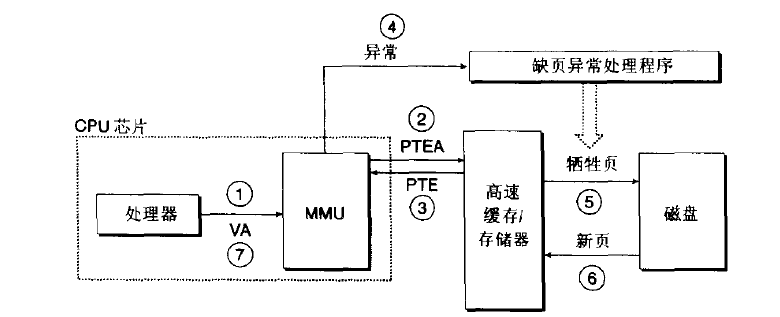 ④
异常
缺页异常处理程序
CPU 芯片
②
PTEA
PTE
③
①
处理器
VA
⑦
MMU
高速
缓存/
存储器
牺牲页
⑤
新页
⑥
磁盘